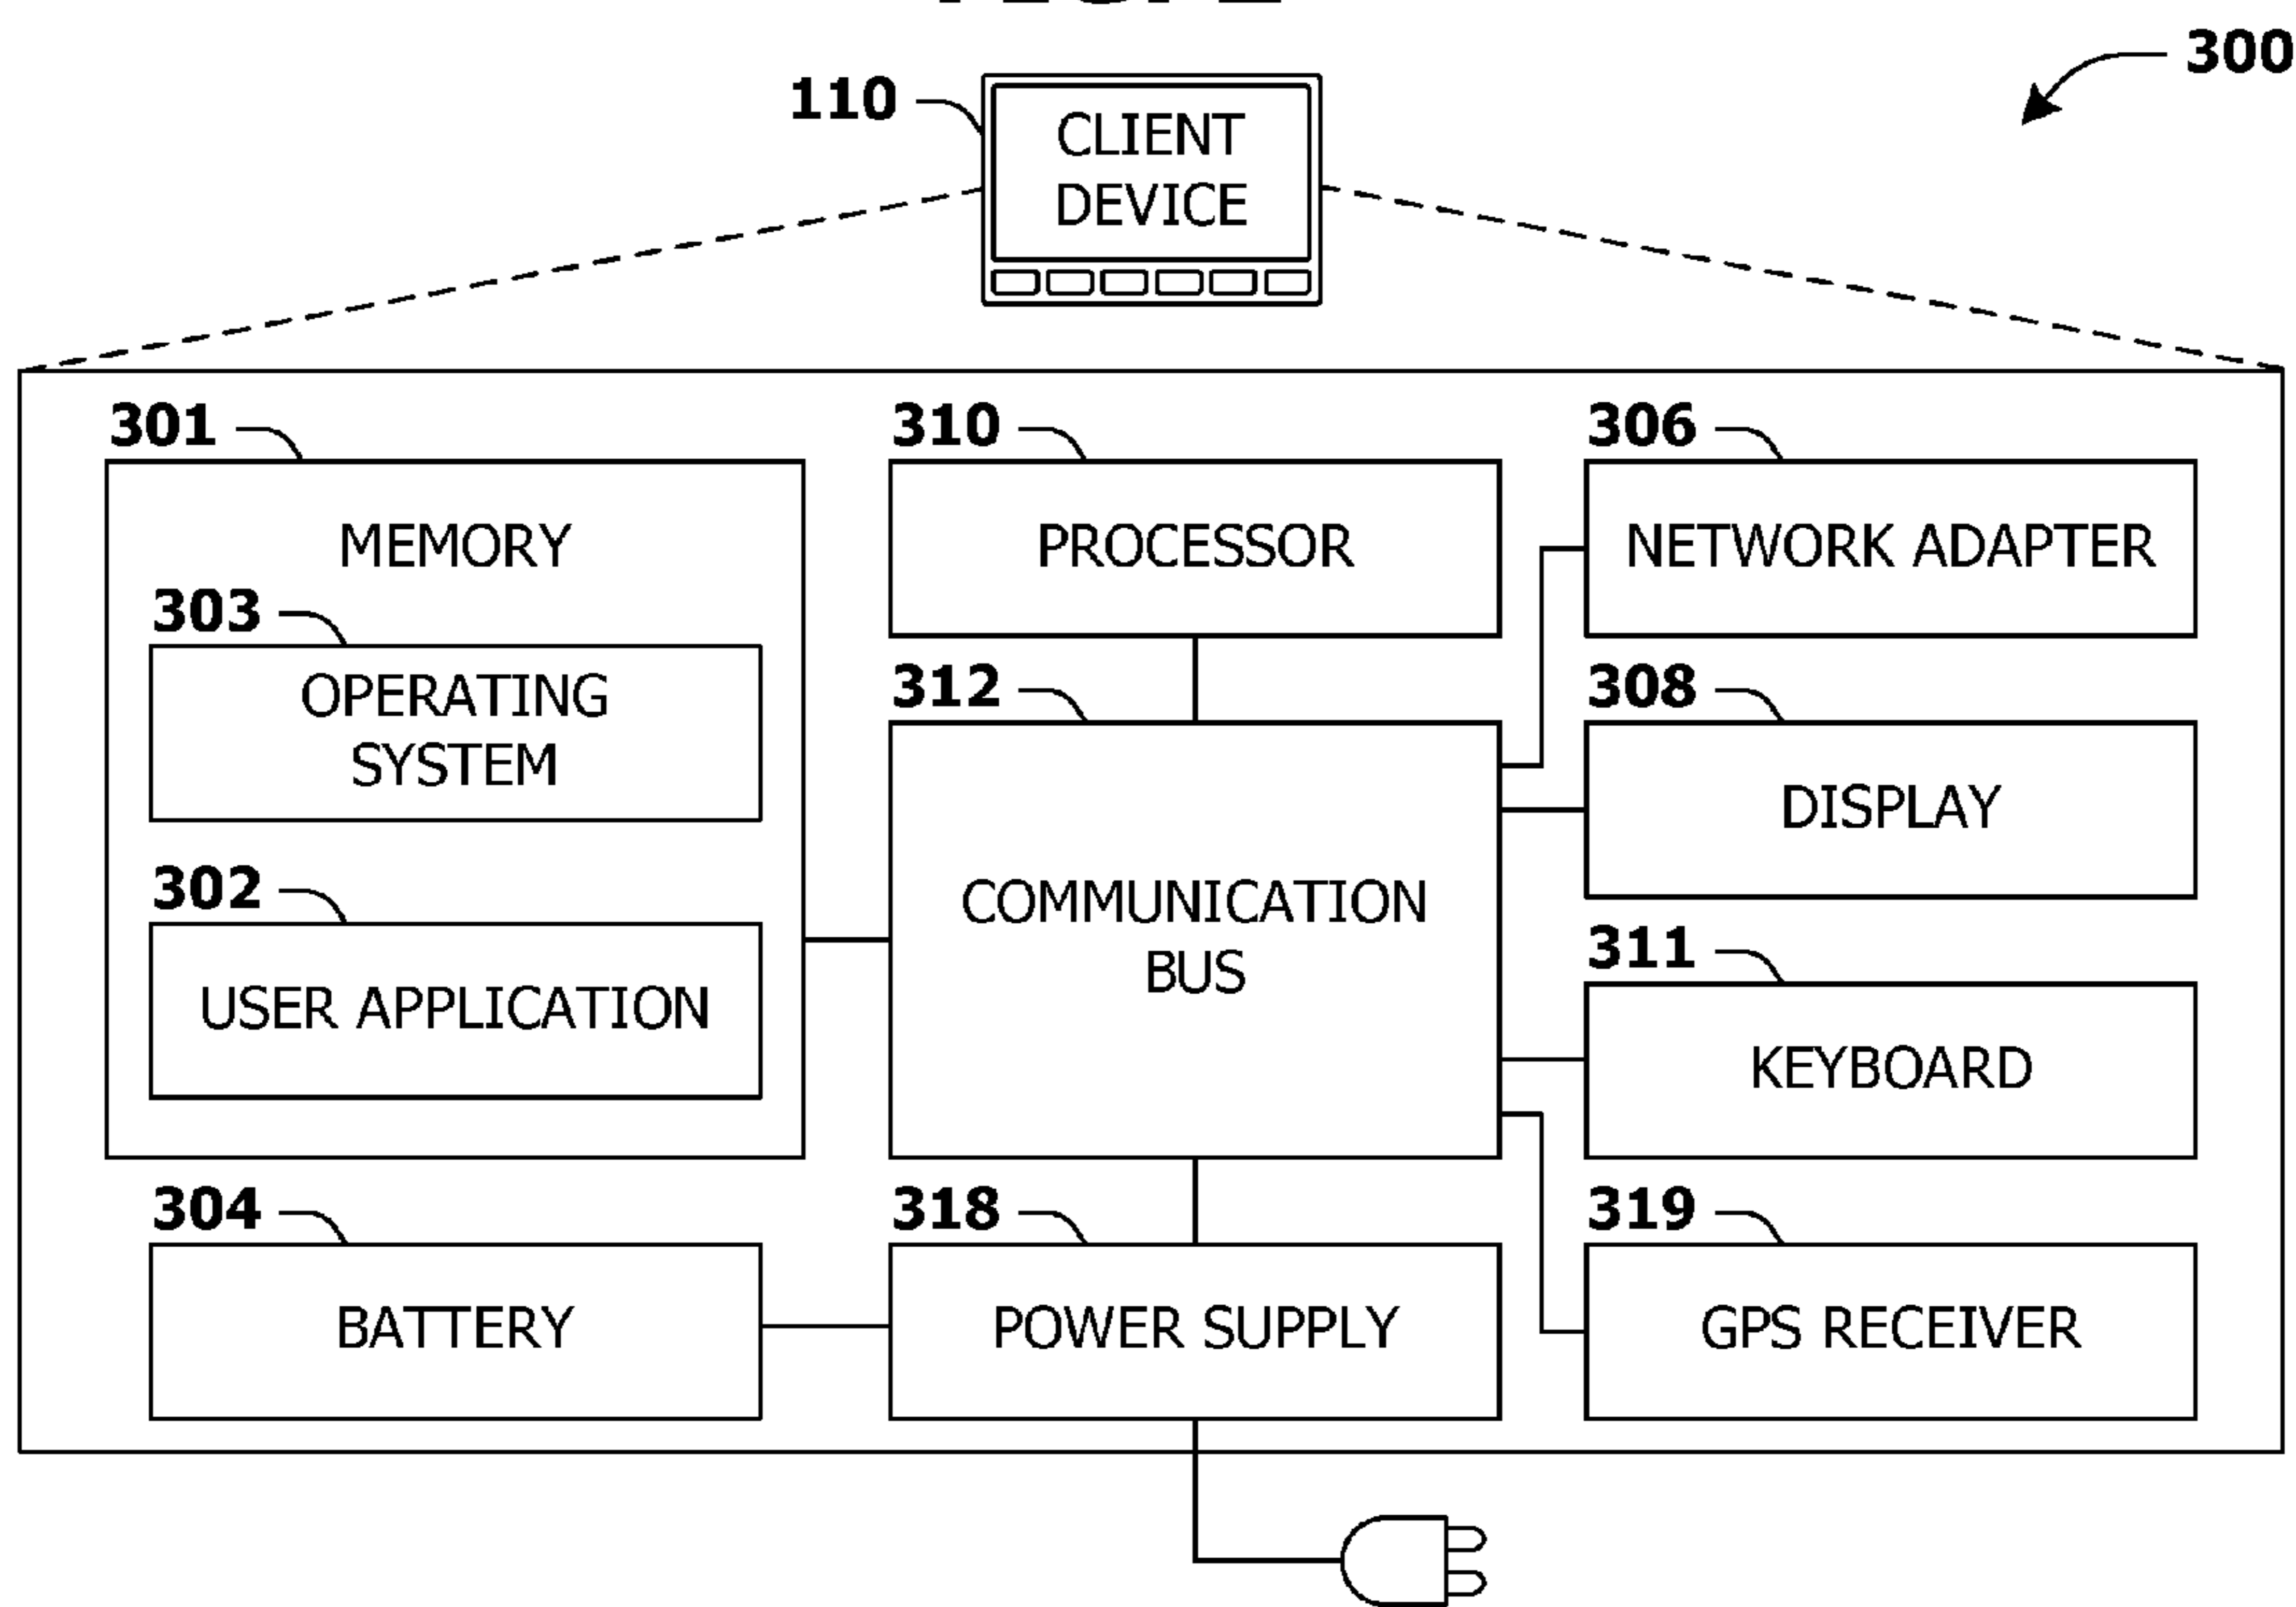 300
110
CLIENT
DEVICE
301
310
306
MEMORY
PROCESSOR
NETWORK ADAPTER
303
312
308
OPERATING
SYSTEM
DISPLAY
302
COMMUNICATION
BUS
311
USER APPLICATION
KEYBOARD
304
318
319
BATTERY
POWER SUPPLY
GPS RECEIVER